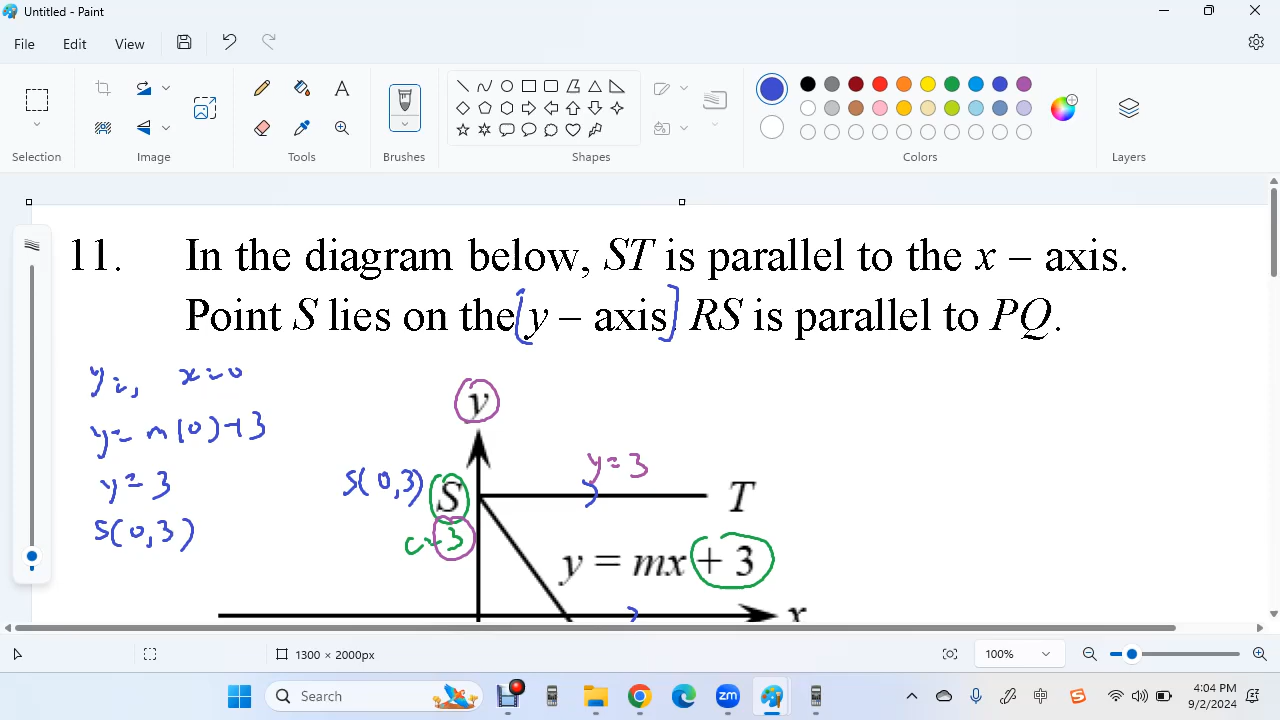 Untitled - Paint
File Edit View
Selection Image Tools Brushes Shapes Colors Layers
11. In the diagram below, ST is parallel to the x – axis.
Point S lies on the [y – axis] RS is parallel to PQ.
y=, x=0
y= m(0)+3
y= 3
S(0,3)
y
y=3
S(0,3) S T
c=3
y = mx + 3
x
1300 × 2000px 100%
Search zm 中 S 4:04 PM
9/2/2024